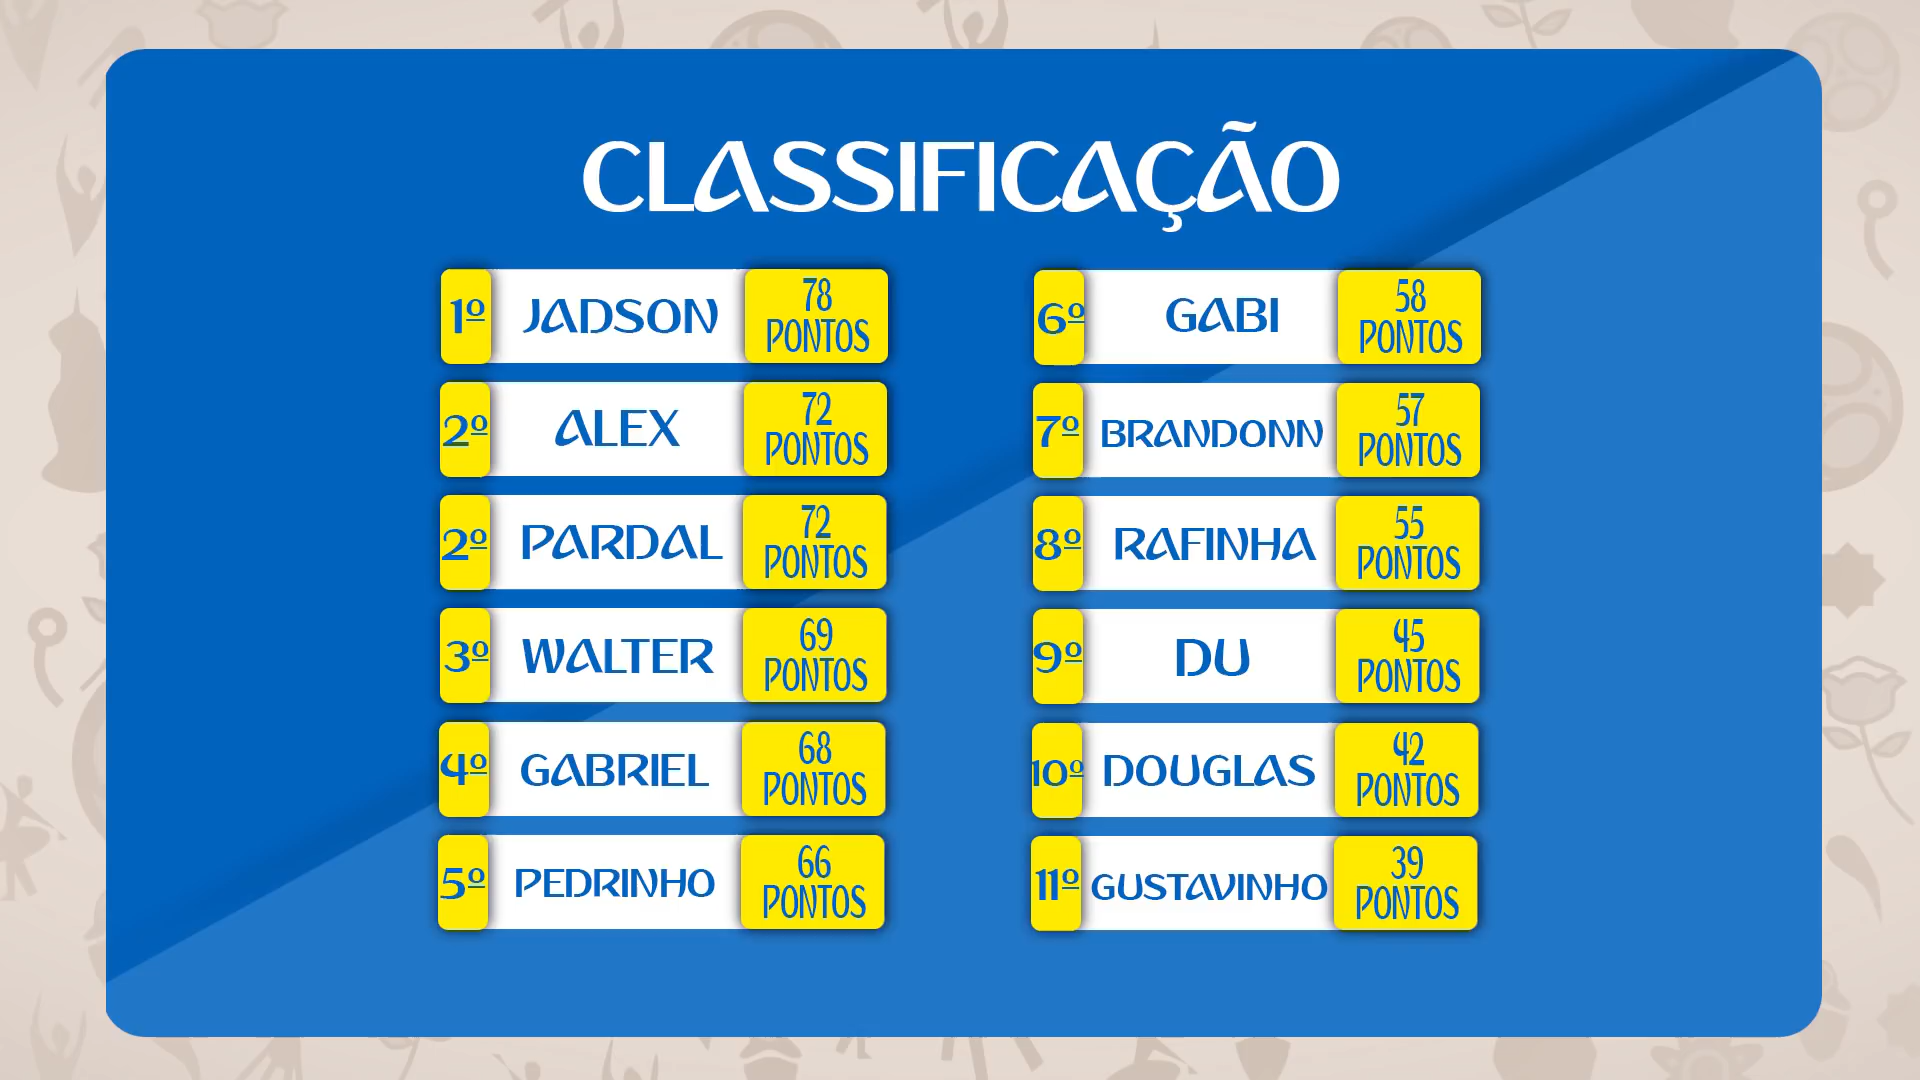 CLASSIFICAÇÃO
1º JADSON 78 PONTOS
2º ALEX 72 PONTOS
2º PARDAL 72 PONTOS
3º WALTER 69 PONTOS
4º GABRIEL 68 PONTOS
5º PEDRINHO 66 PONTOS
6º GABI 58 PONTOS
7º BRANDONN 57 PONTOS
8º RAFINHA 55 PONTOS
9º DU 45 PONTOS
10º DOUGLAS 42 PONTOS
11º GUSTAVINHO 39 PONTOS